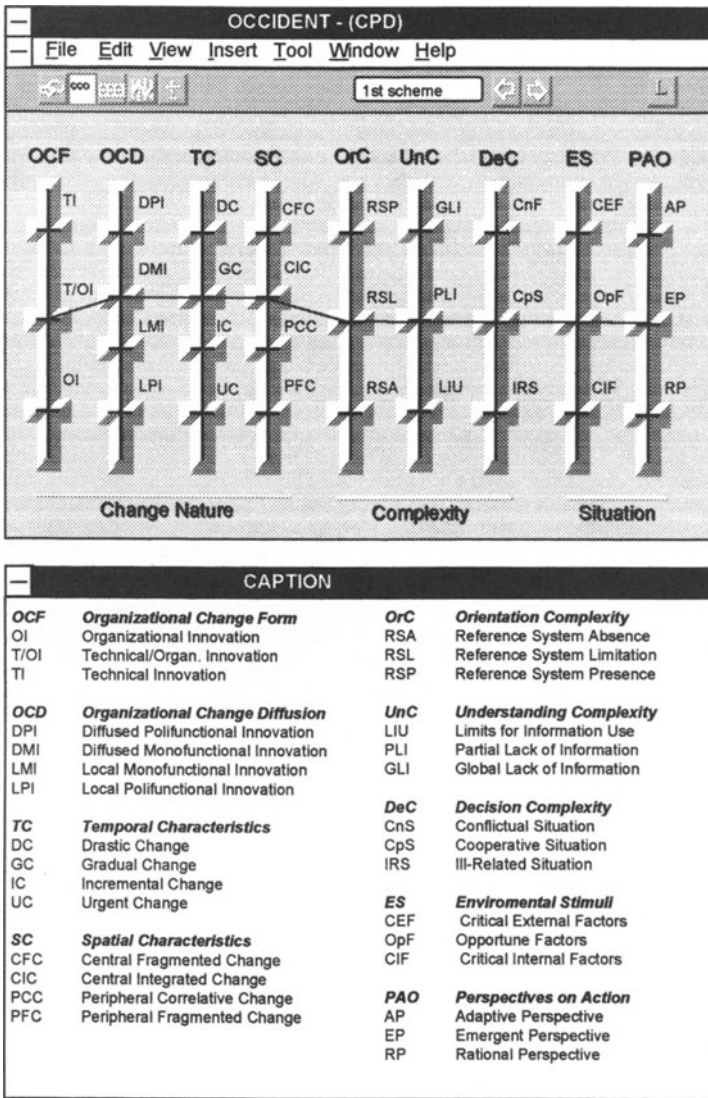 OCCIDENT - (CPD)
File Edit View Insert Tool Window Help
1st scheme L
OCF OCD TC SC OrC UnC DeC ES PAO
TI DPI DC CFC RSP GLI CnF CEF AP
T/OI DMI GC CIC RSL PLI CpS OpF EP
LMI IC PCC
OI LPI UC PFC RSA LIU IRS CIF RP
Change Nature Complexity Situation
CAPTION
OCF Organizational Change Form
OI Organizational Innovation
T/OI Technical/Organ. Innovation
TI Technical Innovation
OCD Organizational Change Diffusion
DPI Diffused Polifunctional Innovation
DMI Diffused Monofunctional Innovation
LMI Local Monofunctional Innovation
LPI Local Polifunctional Innovation
TC Temporal Characteristics
DC Drastic Change
GC Gradual Change
IC Incremental Change
UC Urgent Change
SC Spatial Characteristics
CFC Central Fragmented Change
CIC Central Integrated Change
PCC Peripheral Correlative Change
PFC Peripheral Fragmented Change
OrC Orientation Complexity
RSA Reference System Absence
RSL Reference System Limitation
RSP Reference System Presence
UnC Understanding Complexity
LIU Limits for Information Use
PLI Partial Lack of Information
GLI Global Lack of Information
DeC Decision Complexity
CnS Conflictual Situation
CpS Cooperative Situation
IRS Ill-Related Situation
ES Enviromental Stimuli
CEF Critical External Factors
OpF Opportune Factors
CIF Critical Internal Factors
PAO Perspectives on Action
AP Adaptive Perspective
EP Emergent Perspective
RP Rational Perspective